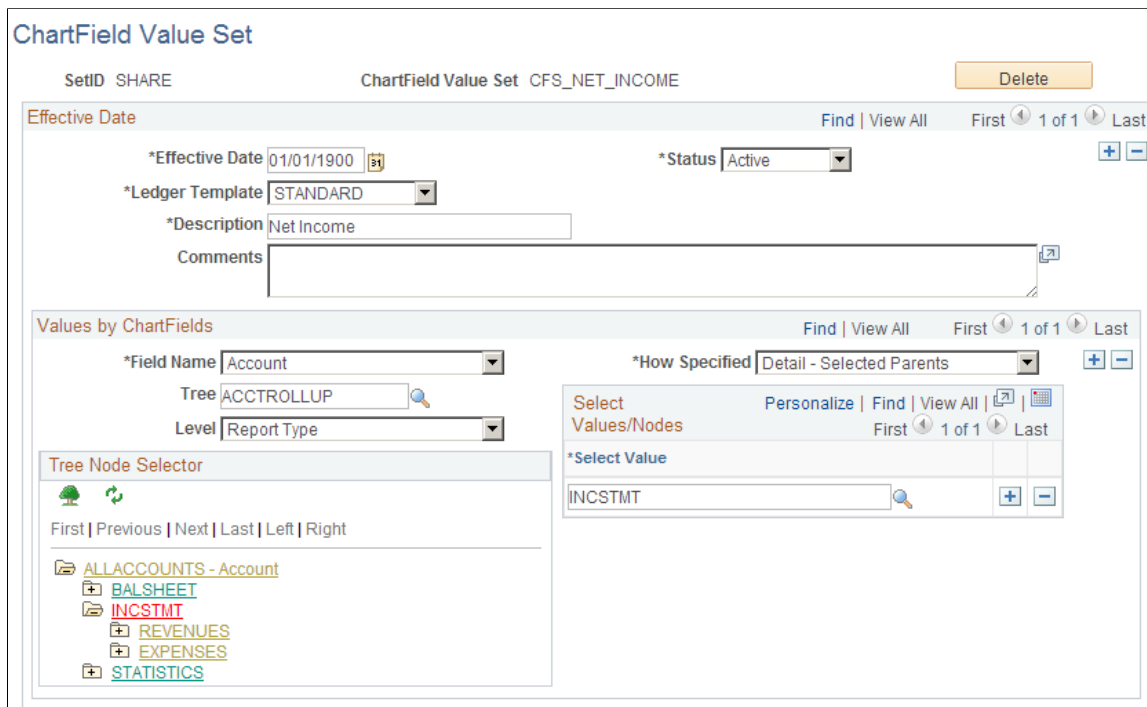 ChartField Value Set
SetID SHARE ChartField Value Set CFS_NET_INCOME Delete
Effective Date Find | View All First 1 of 1 Last
*Effective Date 01/01/1900 31 *Status Active
*Ledger Template STANDARD
*Description Net Income
Comments
Values by ChartFields Find | View All First 1 of 1 Last
*Field Name Account *How Specified Detail - Selected Parents
Tree ACCTROLLUP
Level Report Type
Select Values/Nodes Personalize | Find | View All | |
First 1 of 1 Last
*Select Value
INCSTMT
Tree Node Selector
First | Previous | Next | Last | Left | Right
ALLACCOUNTS - Account
BALSHEET
INCSTMT
REVENUES
EXPENSES
STATISTICS